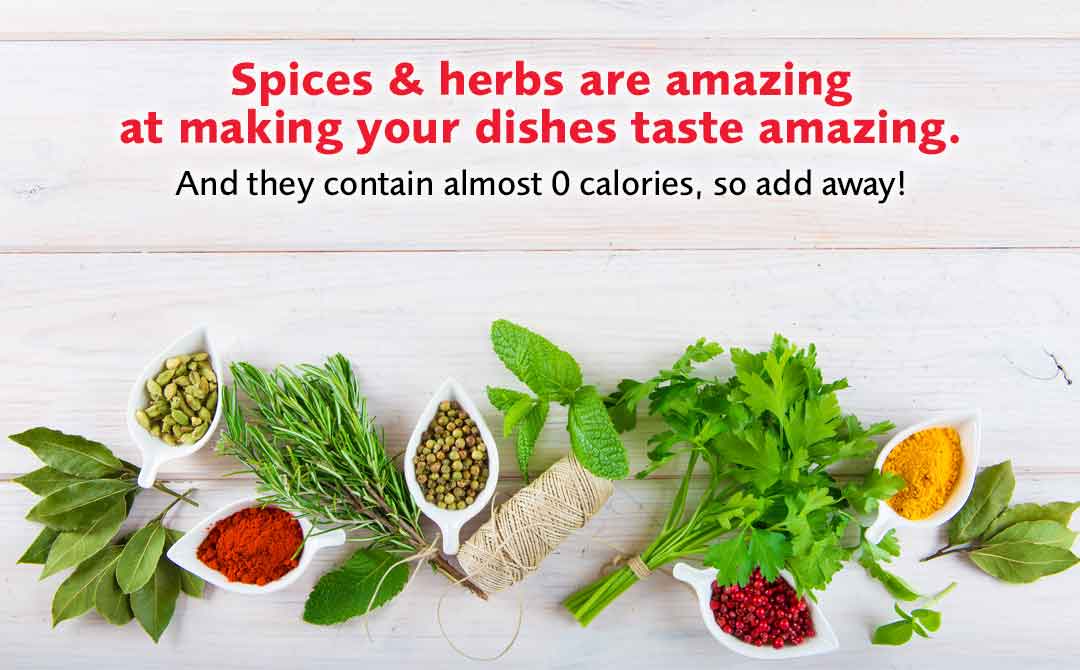 Spices & herbs are amazing
at making your dishes taste amazing.
And they contain almost 0 calories, so add away!